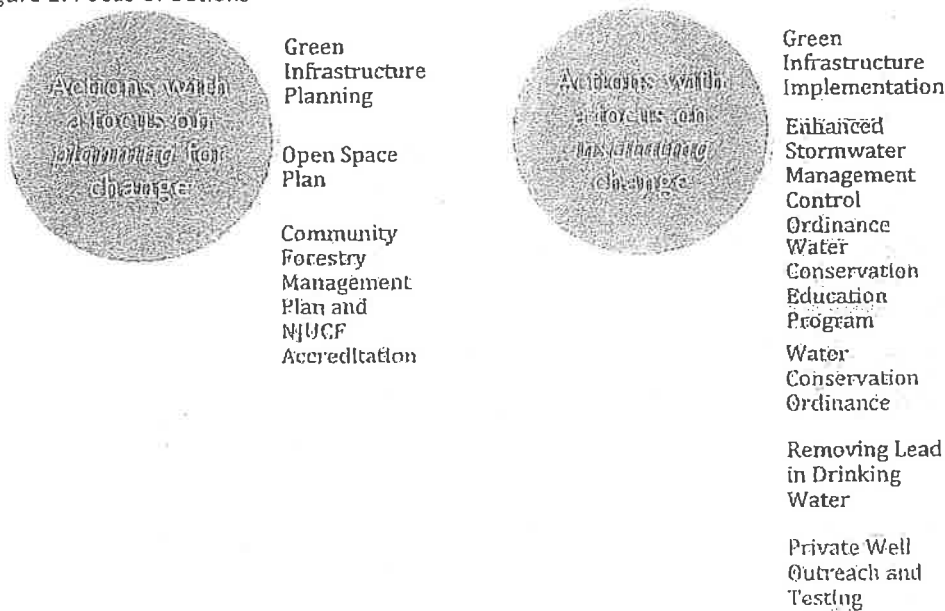 Actions with
a focus on
planning for
change
Green
Infrastructure
Planning
Open Space
Plan
Community
Forestry
Management
Plan and
NJUCF
Accreditation
Actions with
a focus on
change
Green
Infrastructure
Implementation
Enhanced
Stormwater
Management
Control
Ordinance
Water
Conservation
Education
Program
Water
Conservation
Ordinance
Removing Lead
in Drinking
Water
Private Well
Outreach and
Testing